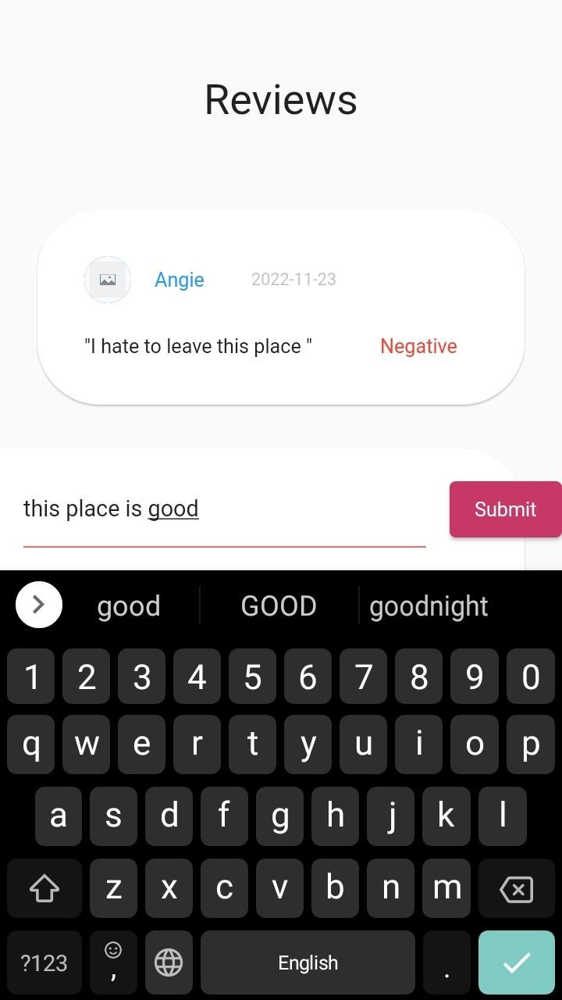 Reviews
Angie 2022-11-23
"I hate to leave this place " Negative
this place is good Submit
good GOOD goodnight
1 2 3 4 5 6 7 8 9 0
q w e r t y u i o p
a s d f g h j k l
z x c v b n m
?123 , English .